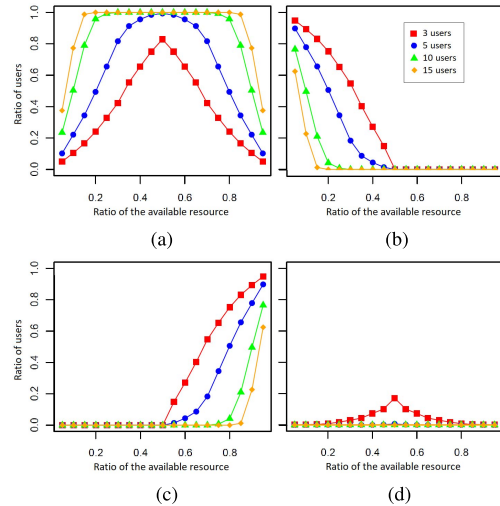 1.0
0.8
0.6
0.4
0.2
0.0
Ratio of users
0.2 0.4 0.6 0.8
Ratio of the available resource
(a)
3 users
5 users
10 users
15 users
0.2 0.4 0.6 0.8
Ratio of the available resource
(b)
1.0
0.8
0.6
0.4
0.2
0.0
Ratio of users
0.2 0.4 0.6 0.8
Ratio of the available resource
(c)
0.2 0.4 0.6 0.8
Ratio of the available resource
(d)